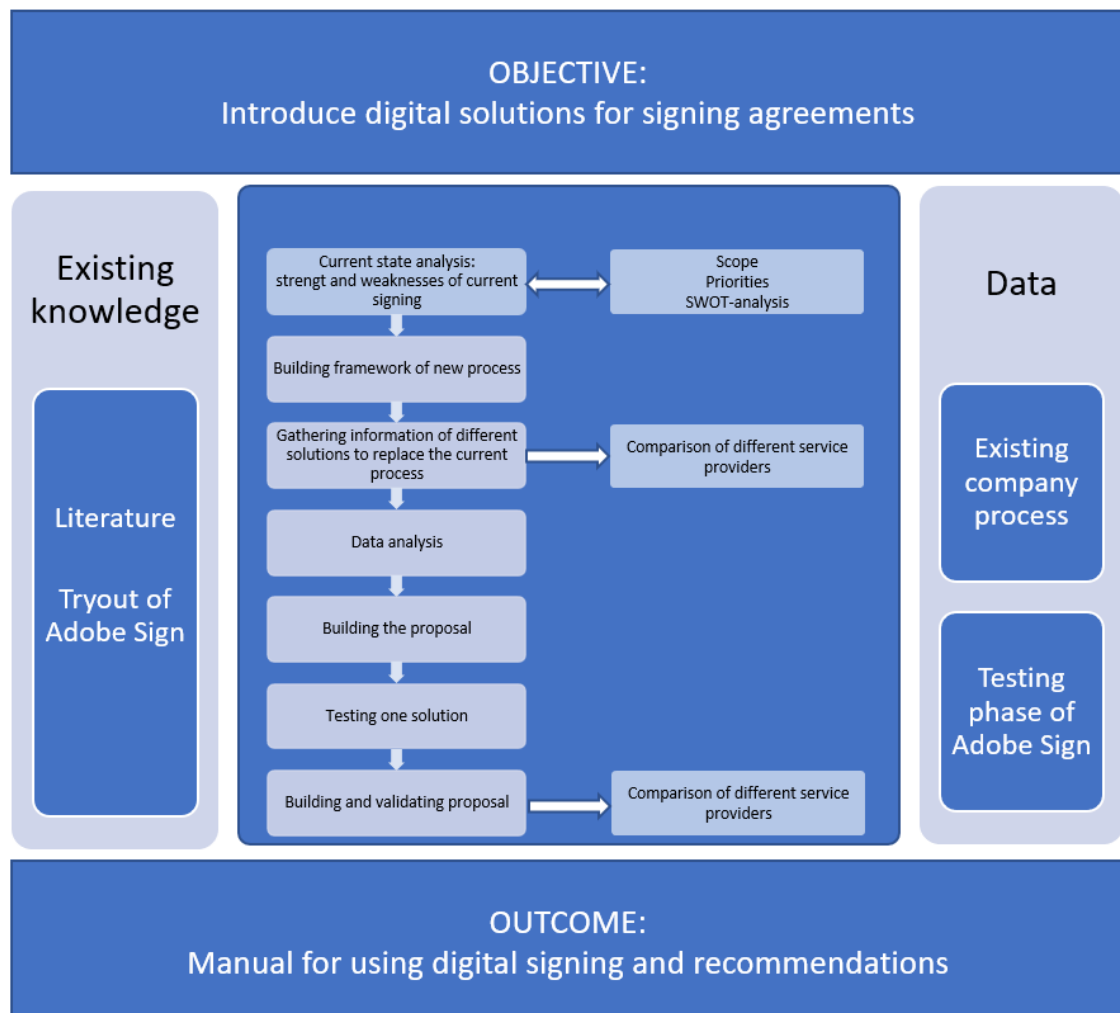 OBJECTIVE:
Introduce digital solutions for signing agreements
Existing
knowledge
Literature
Tryout of
Adobe Sign
Current state analysis:
strengt and weaknesses of current
signing
Scope
Priorities
SWOT-analysis
Building framework of new process
Gathering information of different
solutions to replace the current
process
Comparison of different service
providers
Data analysis
Building the proposal
Testing one solution
Building and validating proposal
Comparison of different service
providers
Data
Existing
company
process
Testing
phase of
Adobe Sign
OUTCOME:
Manual for using digital signing and recommendations